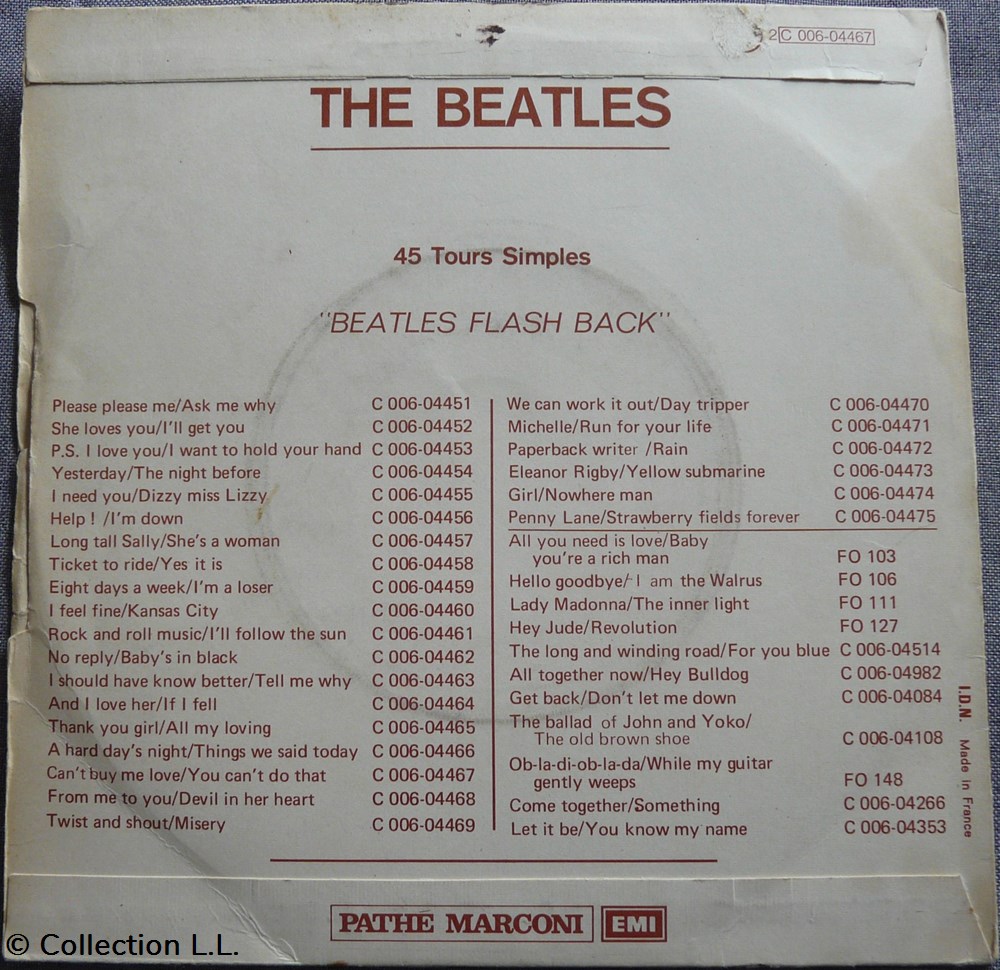 2 C 006-04467
THE BEATLES
45 Tours Simples
"BEATLES FLASH BACK"
Please please me/Ask me why C 006-04451
She loves you/I'll get you C 006-04452
P.S. I love you/I want to hold your hand C 006-04453
Yesterday/The night before C 006-04454
I need you/Dizzy miss Lizzy C 006-04455
Help ! /I'm down C 006-04456
Long tall Sally/She's a woman C 006-04457
Ticket to ride/Yes it is C 006-04458
Eight days a week/I'm a loser C 006-04459
I feel fine/Kansas City C 006-04460
Rock and roll music/I'll follow the sun C 006-04461
No reply/Baby's in black C 006-04462
I should have know better/Tell me why C 006-04463
And I love her/If I fell C 006-04464
Thank you girl/All my loving C 006-04465
A hard day's night/Things we said today C 006-04466
Can't buy me love/You can't do that C 006-04467
From me to you/Devil in her heart C 006-04468
Twist and shout/Misery C 006-04469
We can work it out/Day tripper C 006-04470
Michelle/Run for your life C 006-04471
Paperback writer /Rain C 006-04472
Eleanor Rigby/Yellow submarine C 006-04473
Girl/Nowhere man C 006-04474
Penny Lane/Strawberry fields forever C 006-04475
All you need is love/Baby
you're a rich man FO 103
Hello goodbye/ I am the Walrus FO 106
Lady Madonna/The inner light FO 111
Hey Jude/Revolution FO 127
The long and winding road/For you blue C 006-04514
All together now/Hey Bulldog C 006-04982
Get back/Don't let me down C 006-04084
The ballad of John and Yoko/
The old brown shoe C 006-04108
Ob-la-di-ob-la-da/While my guitar
gently weeps FO 148
Come together/Something C 006-04266
Let it be/You know my name C 006-04353
I.D.N. Made in France
PATHE MARCONI EMI
© Collection L.L.